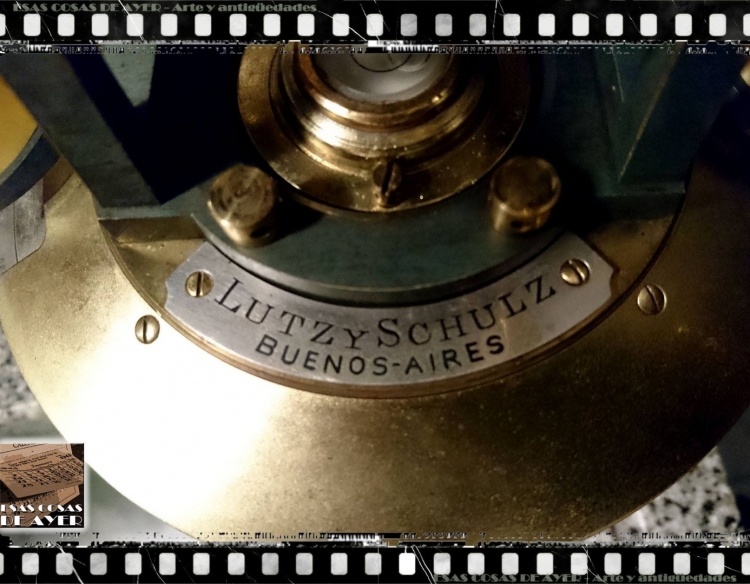 ESAS COSAS DE AYER - Arte y antigüedades
LUTZ Y SCHULZ
BUENOS-AIRES
ESAS COSAS
DE AYER
ESAS COSAS DE AYER - Arte y antigüedades